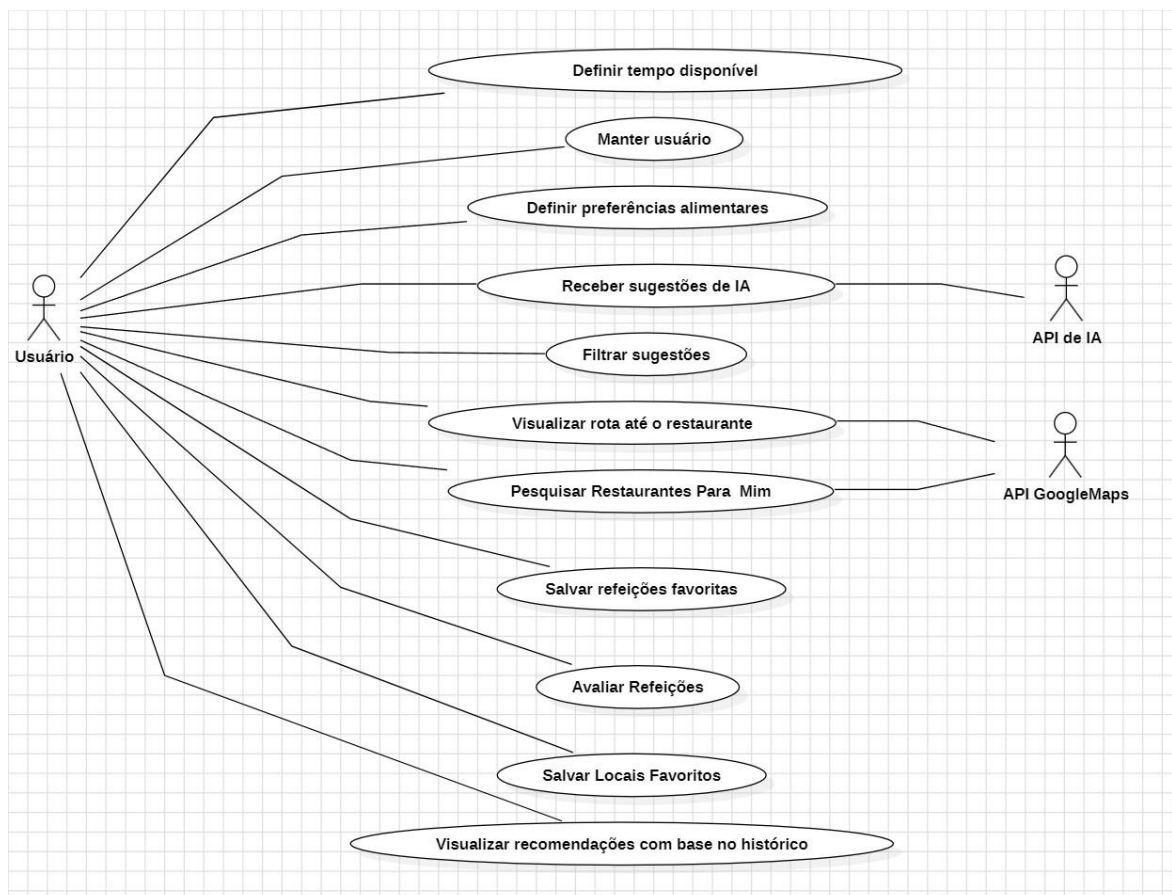 Definir tempo disponível
Manter usuário
Definir preferências alimentares
Receber sugestões de IA
API de IA
Usuário
Filtrar sugestões
Visualizar rota até o restaurante
Pesquisar Restaurantes Para  Mim
API GoogleMaps
Salvar refeições favoritas
Avaliar Refeições
Salvar Locais Favoritos
Visualizar recomendações com base no histórico